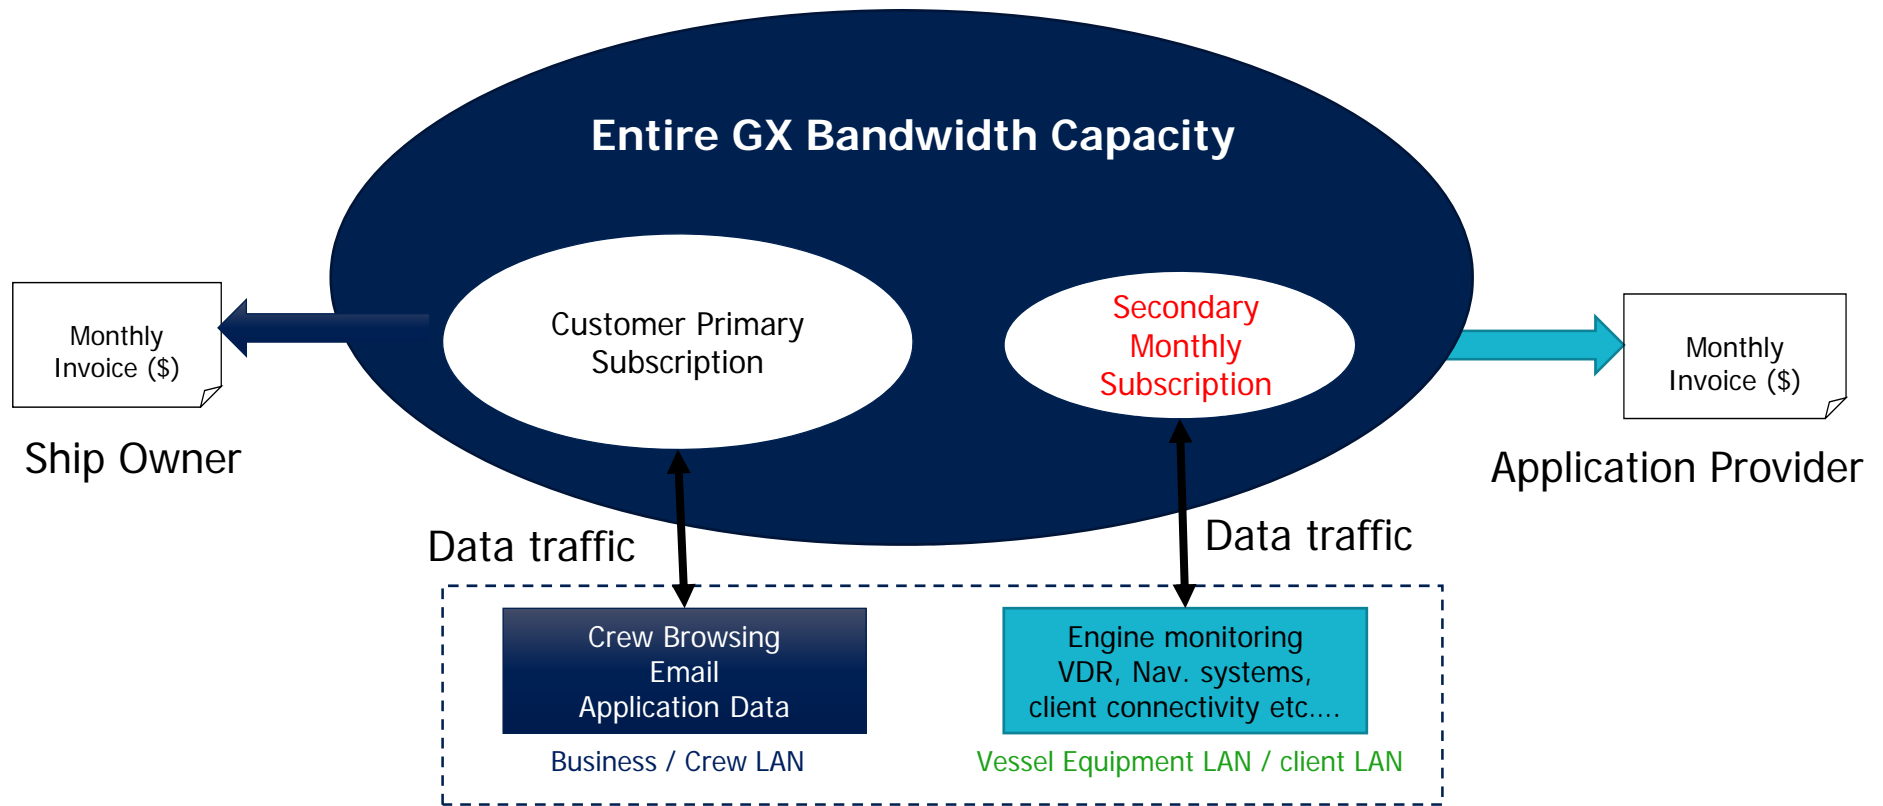 Entire GX Bandwidth Capacity
Customer Primary
Subscription
Secondary
Monthly
Subscription
Monthly
Invoice ($)
Ship Owner
Monthly
Invoice ($)
Application Provider
Data traffic
Data traffic
Crew Browsing
Email
Application Data
Business / Crew LAN
Engine monitoring
VDR, Nav. systems,
client connectivity etc....
Vessel Equipment LAN / client LAN